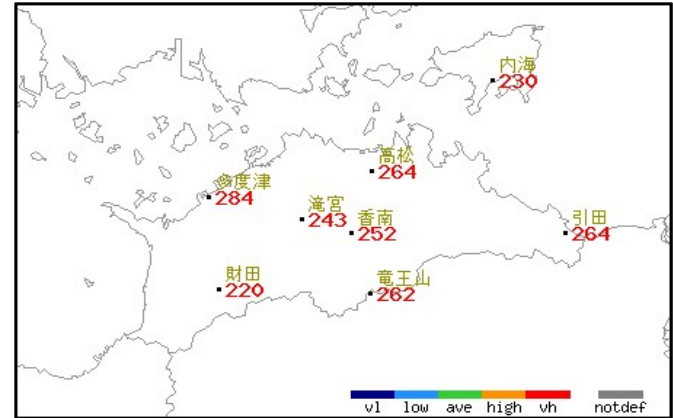 内海
230
高松
264
多度津
284
滝宮
243
香南
252
引田
264
財田
220
竜王山
262
vl low ave high vh notdef